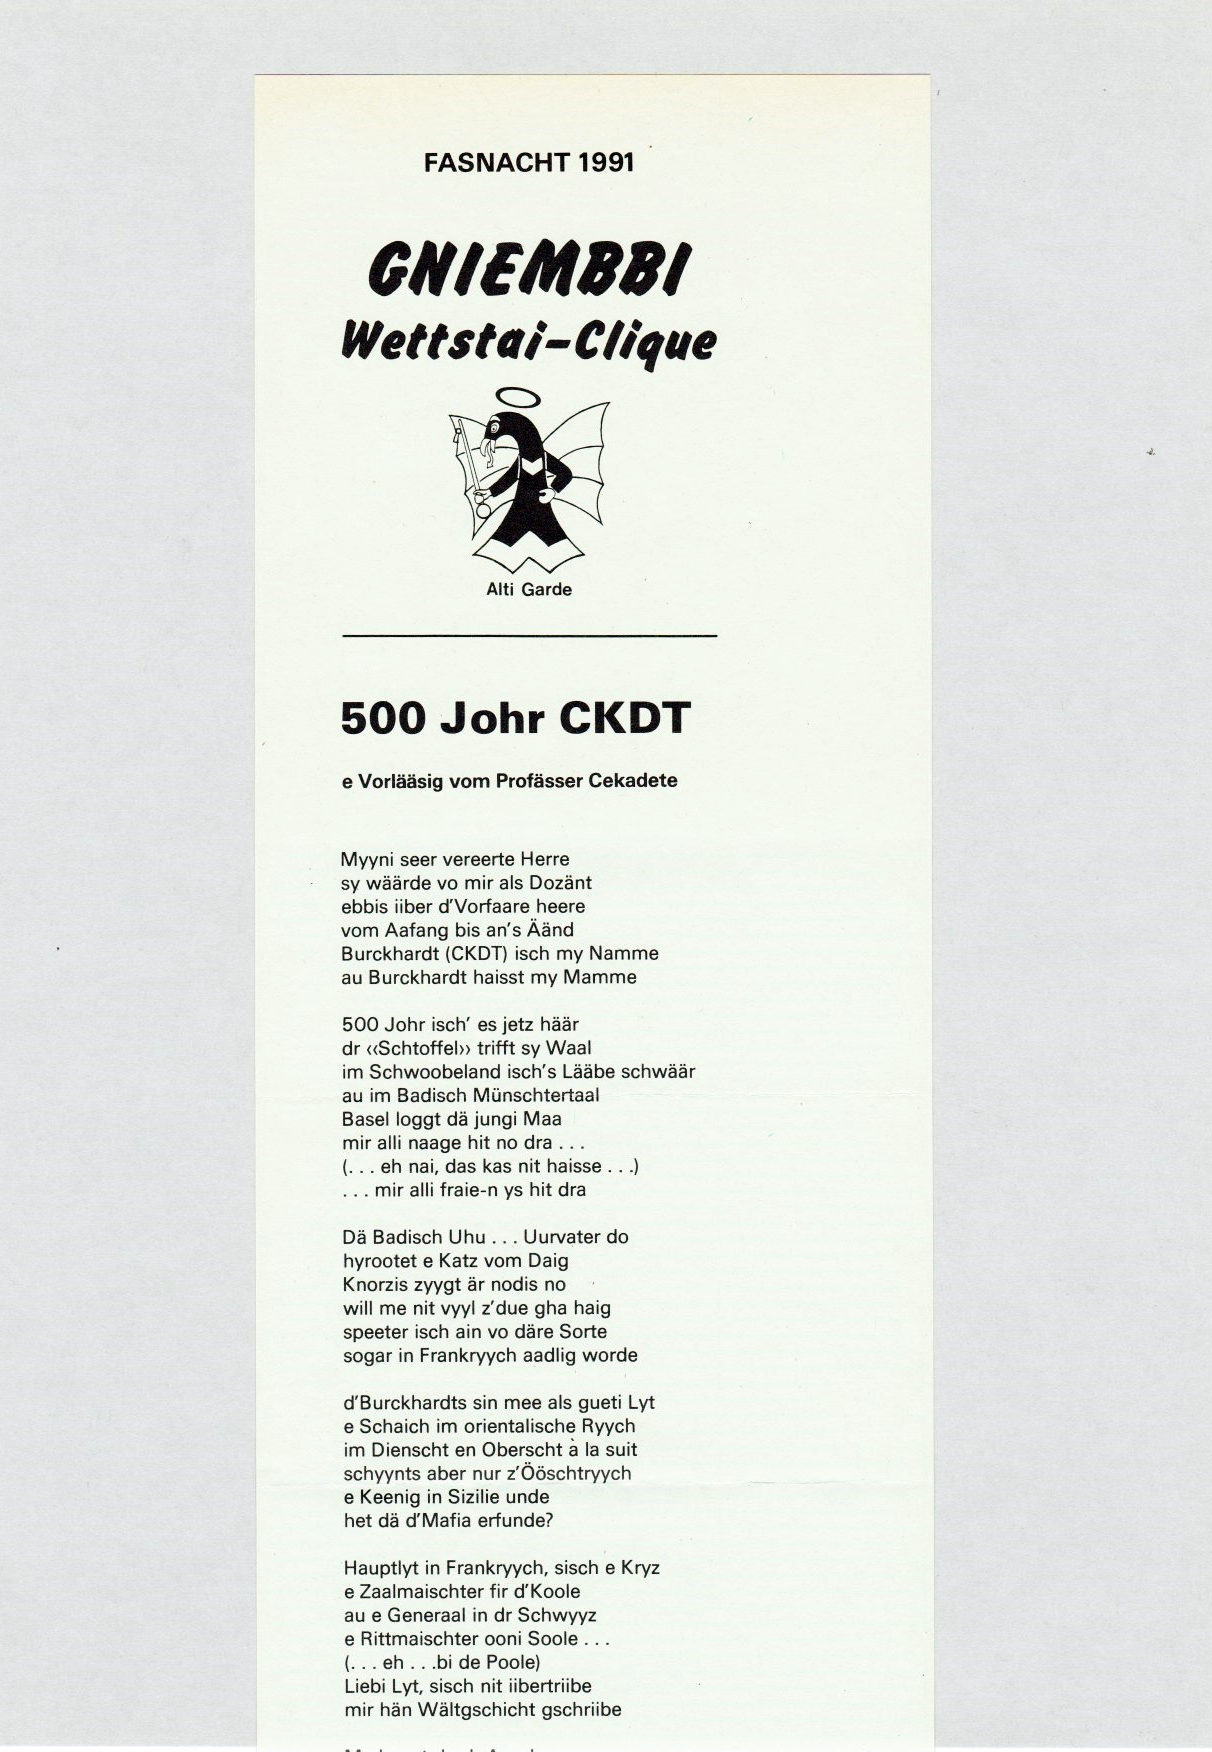 FASNACHT 1991
GNIEMBBI
Wettstai-Clique
Alti Garde
500 Johr CKDT
e Vorlääsig vom Profässer Cekadete
Myyni seer vereerte Herre
sy wäärde vo mir als Dozänt
ebbis iiber d'Vorfaare heere
vom Aafang bis an's Äänd
Burckhardt (CKDT) isch my Namme
au Burckhardt haisst my Mamme
500 Johr isch' es jetz häär
dr ‹‹Schtoffel›› trifft sy Waal
im Schwoobeland isch's Lääbe schwäär
au im Badisch Münschtertaal
Basel loggt dä jungi Maa
mir alli naage hit no dra . . .
(. . . eh nai, das kas nit haisse . . .)
. . . mir alli fraie-n ys hit dra
Dä Badisch Uhu . . . Uurvater do
hyrootet e Katz vom Daig
Knorzis zyygt är nodis no
will me nit vyyl z'due gha haig
speeter isch ain vo däre Sorte
sogar in Frankryych aadlig worde
d'Burckhardts sin mee als gueti Lyt
e Schaich im orientalische Ryych
im Dienscht en Oberscht à la suit
schyynts aber nur z'Ööschtryych
e Keenig in Sizilie unde
het dä d'Mafia erfunde?
Hauptlyt in Frankryych, sisch e Kryz
e Zaalmaischter fir d'Koole
au e Generaal in dr Schwyyz
e Rittmaischter ooni Soole . . .
(. . . eh . . .bi de Poole)
Liebi Lyt, sisch nit iibertriibe
mir hän Wältgschicht gschriibe